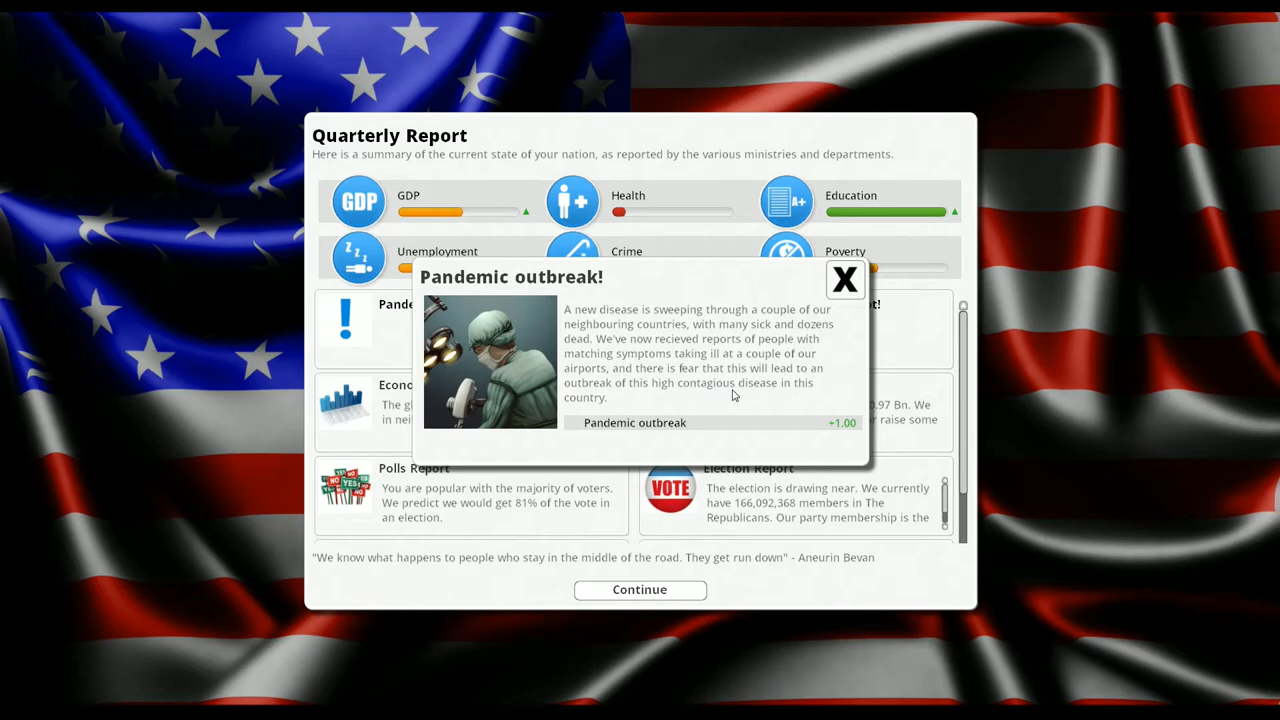 Quarterly Report
Here is a summary of the current state of your nation, as reported by the various ministries and departments.
GDP
GDP
Health
A+
Education
Z Z Z
Unemployment
Crime
Poverty
Pandemic outbreak!
X
A new disease is sweeping through a couple of our
neighbouring countries, with many sick and dozens
dead. We've now recieved reports of people with
matching symptoms taking ill at a couple of our
airports, and there is fear that this will lead to an
outbreak of this high contagious disease in this
country.
Pandemic outbreak +1.00
Pande
t!
!
Econo
The gl
in nei
0.97 Bn. We
or raise some
Polls Report
YES NO
You are popular with the majority of voters.
We predict we would get 81% of the vote in
an election.
VOTE
Election Report
The election is drawing near. We currently
have 166,092,368 members in The
Republicans. Our party membership is the
"We know what happens to people who stay in the middle of the road. They get run down" - Aneurin Bevan
Continue